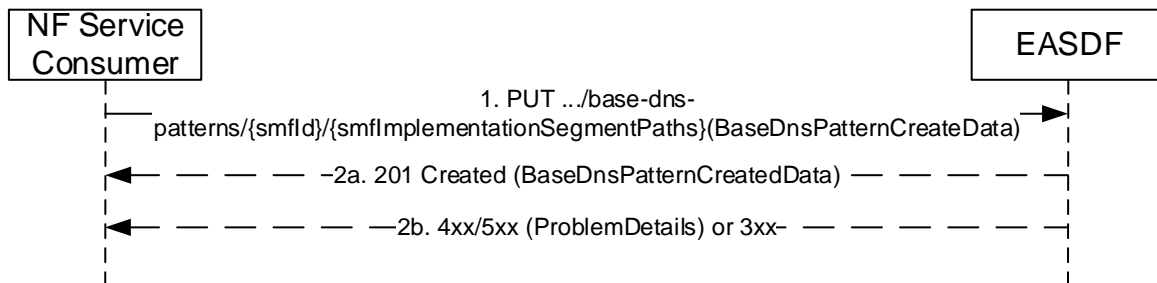 NF Service
Consumer
EASDF
1. PUT .../base-dns-
patterns/{smfId}/{smfImplementationSegmentPaths}(BaseDnsPatternCreateData)
2a. 201 Created (BaseDnsPatternCreatedData)
2b. 4xx/5xx (ProblemDetails) or 3xx